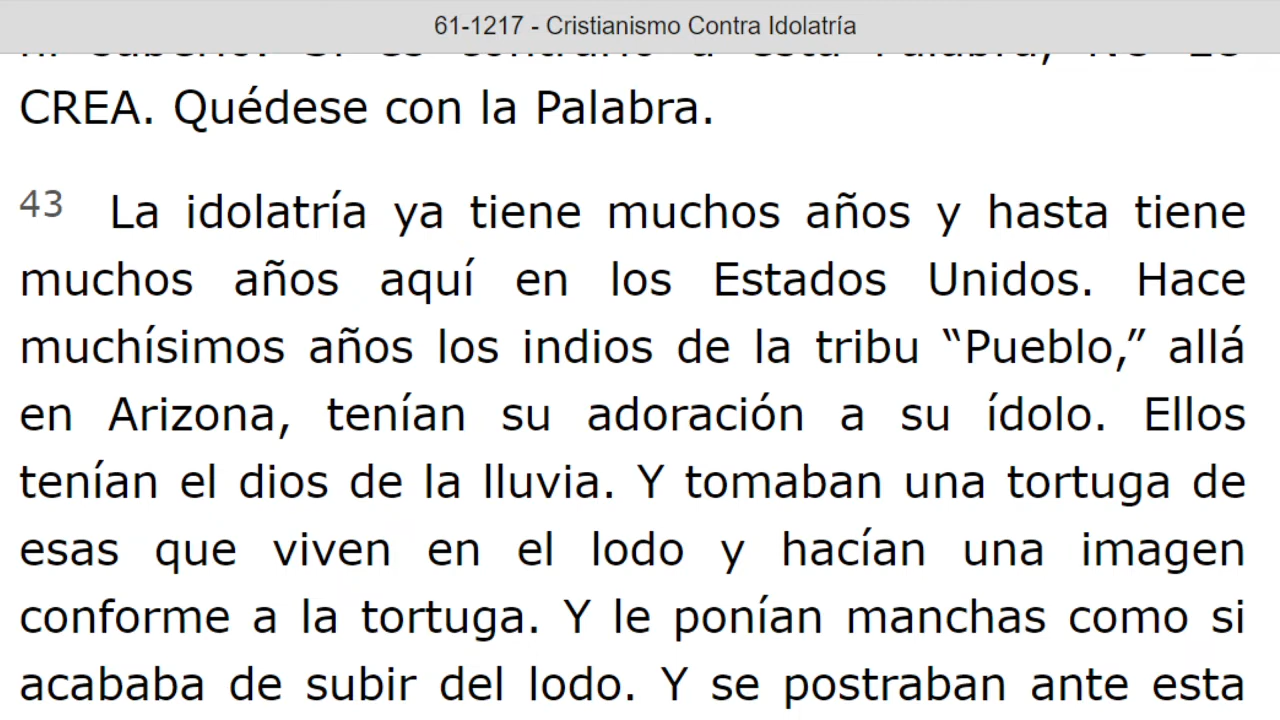 61-1217 - Cristianismo Contra Idolatría
CREA. Quédese con la Palabra.
43 La idolatría ya tiene muchos años y hasta tiene
muchos años aquí en los Estados Unidos. Hace
muchísimos años los indios de la tribu “Pueblo,” allá
en Arizona, tenían su adoración a su ídolo. Ellos
tenían el dios de la lluvia. Y tomaban una tortuga de
esas que viven en el lodo y hacían una imagen
conforme a la tortuga. Y le ponían manchas como si
acababa de subir del lodo. Y se postraban ante esta